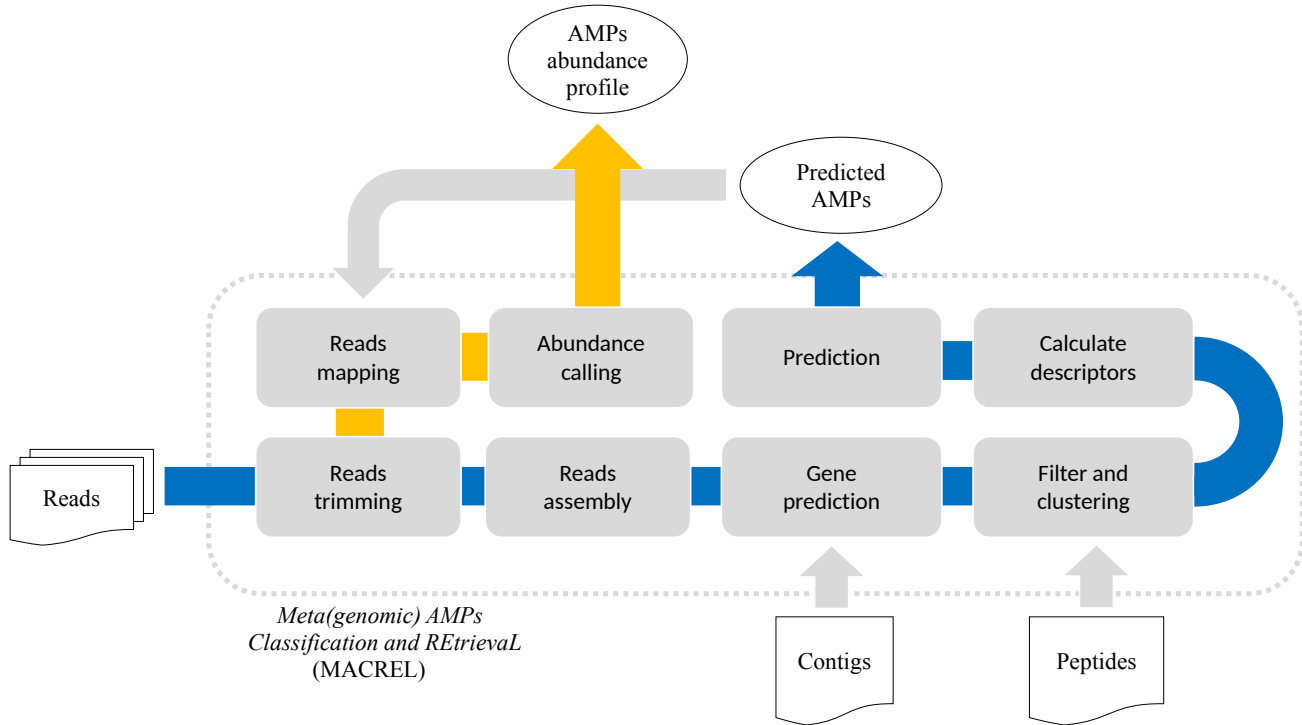 AMPs
abundance
profile
Predicted
AMPs
Reads
mapping
Abundance
calling
Prediction
Calculate
descriptors
Reads
Reads
trimming
Reads
assembly
Gene
prediction
Filter and
clustering
Meta(genomic) AMPs
Classification and REtrievaL
(MACREL)
Contigs
Peptides